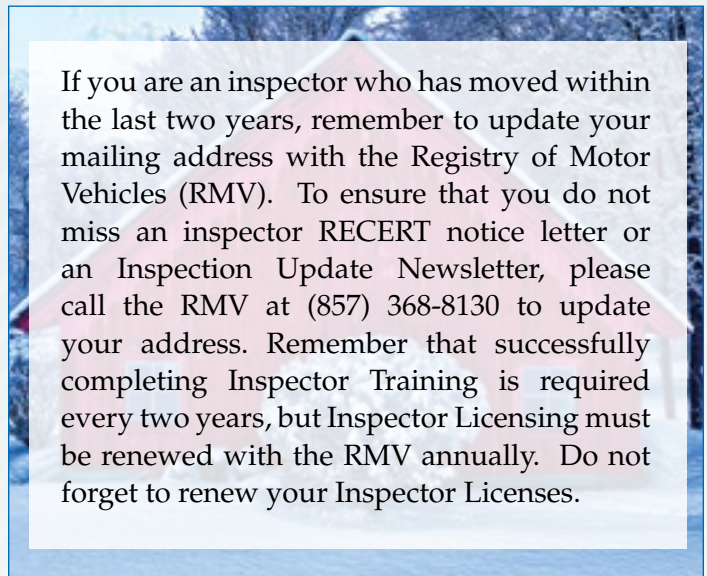 If you are an inspector who has moved within
the last two years, remember to update your
mailing address with the Registry of Motor
Vehicles (RMV).  To ensure that you do not
miss an inspector RECERT notice letter or
an Inspection Update Newsletter, please
call the RMV at (857) 368-8130 to update
your address. Remember that successfully
completing Inspector Training is required
every two years, but Inspector Licensing must
be renewed with the RMV annually.  Do not
forget to renew your Inspector Licenses.